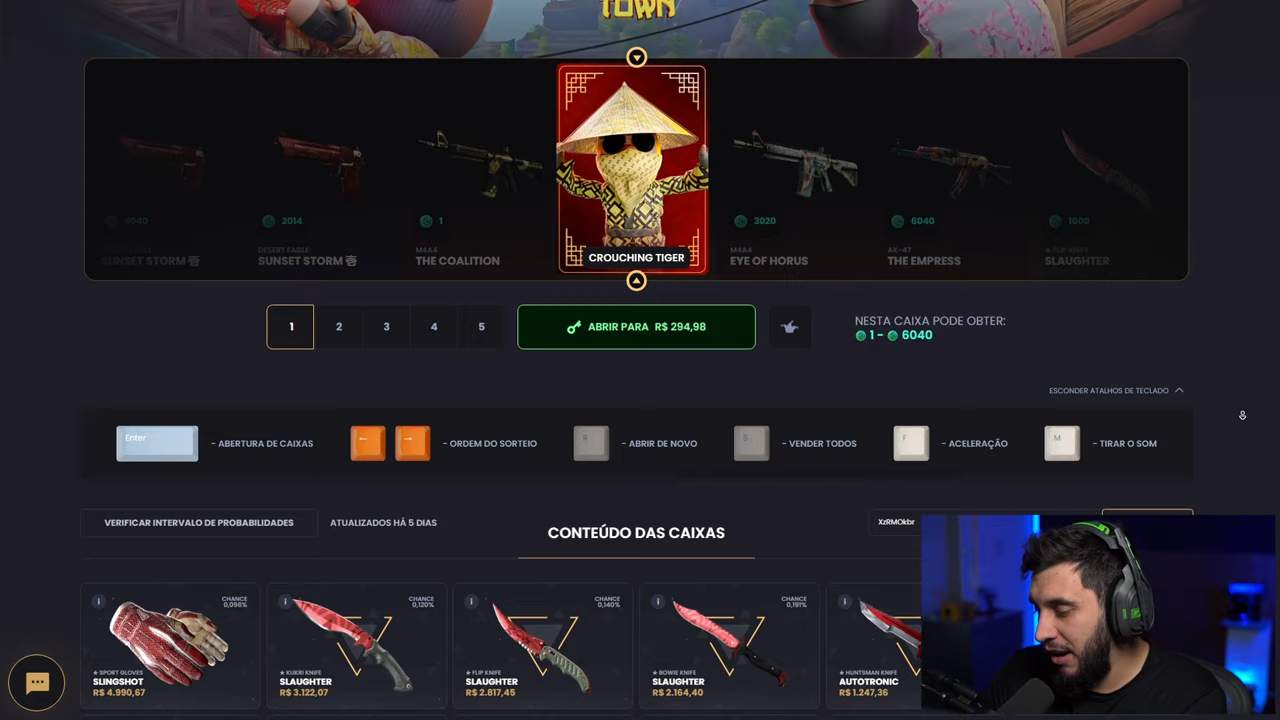 TOWN
6040
2014
1
3020
6040
1000
DESERT EAGLE
M4A4
M4A4
AK-47
★ FLIP KNIFE
SUNSET STORM 壱
SUNSET STORM 壱
THE COALITION
CROUCHING TIGER
EYE OF HORUS
THE EMPRESS
SLAUGHTER
1
2
3
4
5
ABRIR PARA R$ 294,98
NESTA CAIXA PODE OBTER:
1 - 6040
ESCONDER ATALHOS DE TECLADO
Enter
- ABERTURA DE CAIXAS
← →
- ORDEM DO SORTEIO
R
- ABRIR DE NOVO
S
- VENDER TODOS
F
- ACELERAÇÃO
M
- TIRAR O SOM
VERIFICAR INTERVALO DE PROBABILIDADES
ATUALIZADOS HÁ 5 DIAS
CONTEÚDO DAS CAIXAS
XzRMOkbr
CHANCE
0,096%
★ SPORT GLOVES
SLINGSHOT
R$ 4.990,67
CHANCE
0,120%
★ KUKRI KNIFE
SLAUGHTER
R$ 3.122,07
CHANCE
0,140%
★ FLIP KNIFE
SLAUGHTER
R$ 2.817,45
CHANCE
0,191%
★ BOWIE KNIFE
SLAUGHTER
R$ 2.164,40
★ HUNTSMAN KNIFE
AUTOTRONIC
R$ 1.247,36